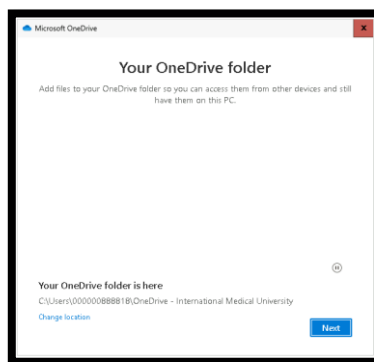 Microsoft OneDrive
x
Your OneDrive folder
Add files to your OneDrive folder so you can access them from other devices and still
have them on this PC.
Your OneDrive folder is here
C:\Users\000000888818\OneDrive - International Medical University
Change location
Next